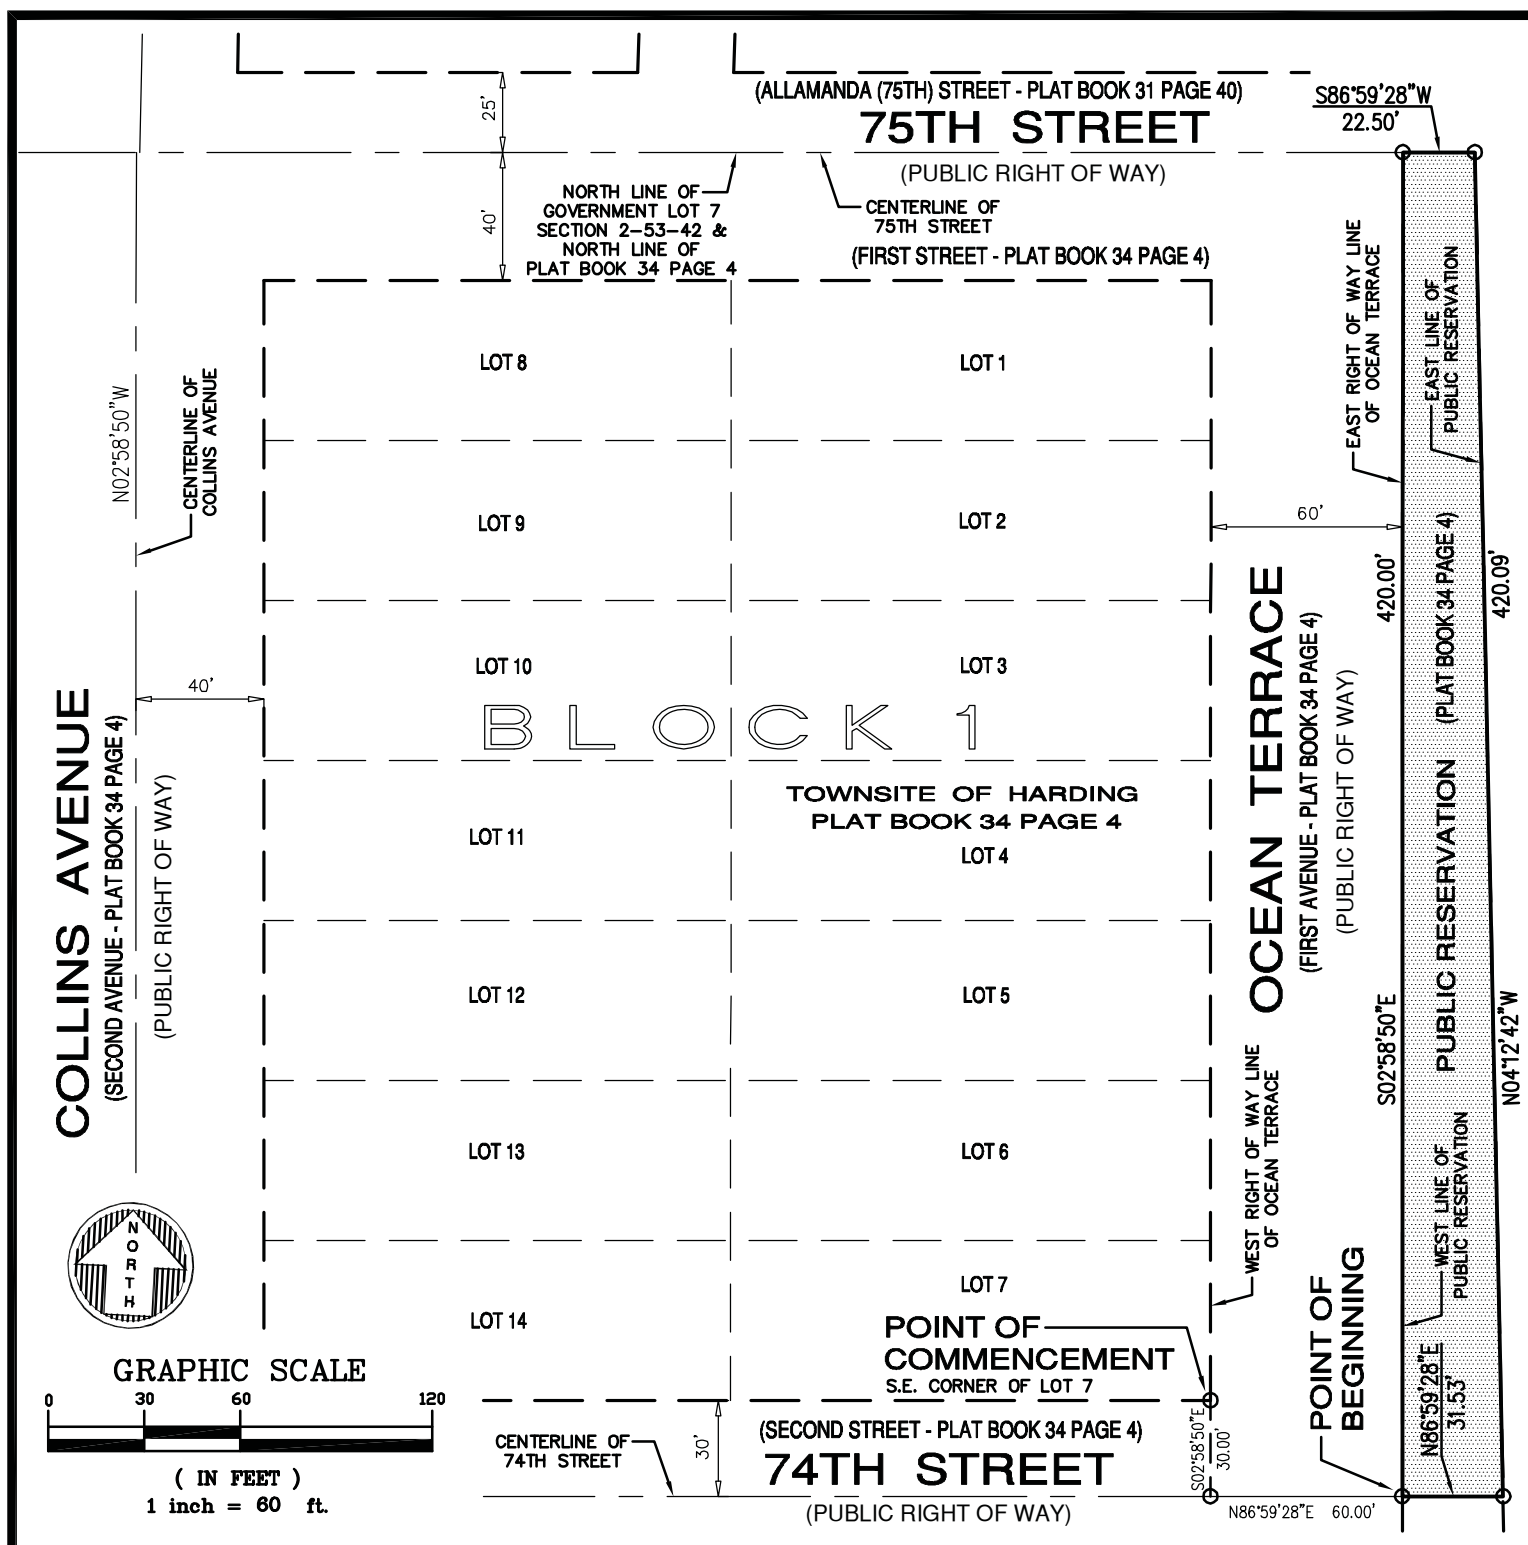 (ALLAMANDA (75TH) STREET - PLAT BOOK 31 PAGE 40)
75TH STREET
(PUBLIC RIGHT OF WAY)
S86°59'28"W
22.50'
25'
40'
NORTH LINE OF
GOVERNMENT LOT 7
SECTION 2-53-42 &
NORTH LINE OF
PLAT BOOK 34 PAGE 4
CENTERLINE OF
75TH STREET
(FIRST STREET - PLAT BOOK 34 PAGE 4)
LOT 8
LOT 1
LOT 9
LOT 2
LOT 10
LOT 3
BLOCK 1
TOWNSITE OF HARDING
PLAT BOOK 34 PAGE 4
LOT 11
LOT 4
LOT 12
LOT 5
LOT 13
LOT 6
LOT 14
LOT 7
N02°58'50"W
CENTERLINE OF
COLLINS AVENUE
40'
COLLINS AVENUE
(SECOND AVENUE - PLAT BOOK 34 PAGE 4)
(PUBLIC RIGHT OF WAY)
60'
OCEAN TERRACE
(FIRST AVENUE - PLAT BOOK 34 PAGE 4)
(PUBLIC RIGHT OF WAY)
EAST RIGHT OF WAY LINE
OF OCEAN TERRACE
EAST LINE OF
PUBLIC RESERVATION
420.00'
S02°58'50"E
PUBLIC RESERVATION (PLAT BOOK 34 PAGE 4)
420.09'
N04°12'42"W
WEST RIGHT OF WAY LINE
OF OCEAN TERRACE
WEST LINE OF
PUBLIC RESERVATION
POINT OF
BEGINNING
N86°59'28"E
31.53'
POINT OF
COMMENCEMENT
S.E. CORNER OF LOT 7
NORTH
GRAPHIC SCALE
0 30 60 120
( IN FEET )
1 inch = 60 ft.
CENTERLINE OF
74TH STREET
30'
(SECOND STREET - PLAT BOOK 34 PAGE 4)
74TH STREET
(PUBLIC RIGHT OF WAY)
S02°58'50"E
30.00'
N86°59'28"E 60.00'